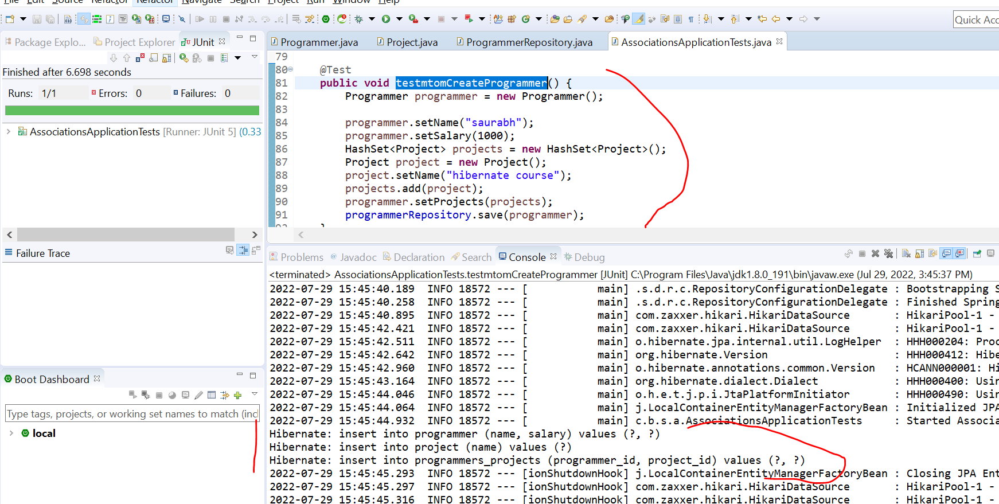 File Edit Source Refactor Refactor Navigate Search Project Run Window Help
Quick Acc
Package Explo... Project Explorer JUnit
Finished after 6.698 seconds
Runs: 1/1 Errors: 0 Failures: 0
AssociationsApplicationTests [Runner: JUnit 5] (0.33
Failure Trace
Boot Dashboard
Type tags, projects, or working set names to match (incl
local
Programmer.java Project.java ProgrammerRepository.java AssociationsApplicationTests.java
79
80 @Test
81 public void testmtomCreateProgrammer() {
82 Programmer programmer = new Programmer();
83
84 programmer.setName("saurabh");
85 programmer.setSalary(1000);
86 HashSet<Project> projects = new HashSet<Project>();
87 Project project = new Project();
88 project.setName("hibernate course");
89 projects.add(project);
90 programmer.setProjects(projects);
91 programmerRepository.save(programmer);
92 }
Problems @ Javadoc Declaration Search Console Debug
<terminated> AssociationsApplicationTests.testmtomCreateProgrammer [JUnit] C:\Program Files\Java\jdk1.8.0_191\bin\javaw.exe (Jul 29, 2022, 3:45:37 PM)
2022-07-29 15:45:40.189 INFO 18572 --- [ main] .s.d.r.c.RepositoryConfigurationDelegate : Bootstrapping S
2022-07-29 15:45:40.258 INFO 18572 --- [ main] .s.d.r.c.RepositoryConfigurationDelegate : Finished Spring
2022-07-29 15:45:40.895 INFO 18572 --- [ main] com.zaxxer.hikari.HikariDataSource : HikariPool-1 -
2022-07-29 15:45:42.421 INFO 18572 --- [ main] com.zaxxer.hikari.HikariDataSource : HikariPool-1 -
2022-07-29 15:45:42.511 INFO 18572 --- [ main] o.hibernate.jpa.internal.util.LogHelper : HHH000204: Proc
2022-07-29 15:45:42.642 INFO 18572 --- [ main] org.hibernate.Version : HHH000412: Hibe
2022-07-29 15:45:42.960 INFO 18572 --- [ main] o.hibernate.annotations.common.Version : HCANN000001: Hi
2022-07-29 15:45:43.164 INFO 18572 --- [ main] org.hibernate.dialect.Dialect : HHH000400: Usin
2022-07-29 15:45:44.046 INFO 18572 --- [ main] o.h.e.t.j.p.i.JtaPlatformInitiator : HHH000490: Usin
2022-07-29 15:45:44.064 INFO 18572 --- [ main] j.LocalContainerEntityManagerFactoryBean : Initialized JPA
2022-07-29 15:45:44.932 INFO 18572 --- [ main] c.b.s.a.AssociationsApplicationTests : Started Associa
Hibernate: insert into programmer (name, salary) values (?, ?)
Hibernate: insert into project (name) values (?)
Hibernate: insert into programmers_projects (programmer_id, project_id) values (?, ?)
2022-07-29 15:45:45.293 INFO 18572 --- [ionShutdownHook] j.LocalContainerEntityManagerFactoryBean : Closing JPA Ent
2022-07-29 15:45:45.297 INFO 18572 --- [ionShutdownHook] com.zaxxer.hikari.HikariDataSource : HikariPool-1 -
2022-07-29 15:45:45.316 INFO 18572 --- [ionShutdownHook] com.zaxxer.hikari.HikariDataSource : HikariPool-1 -